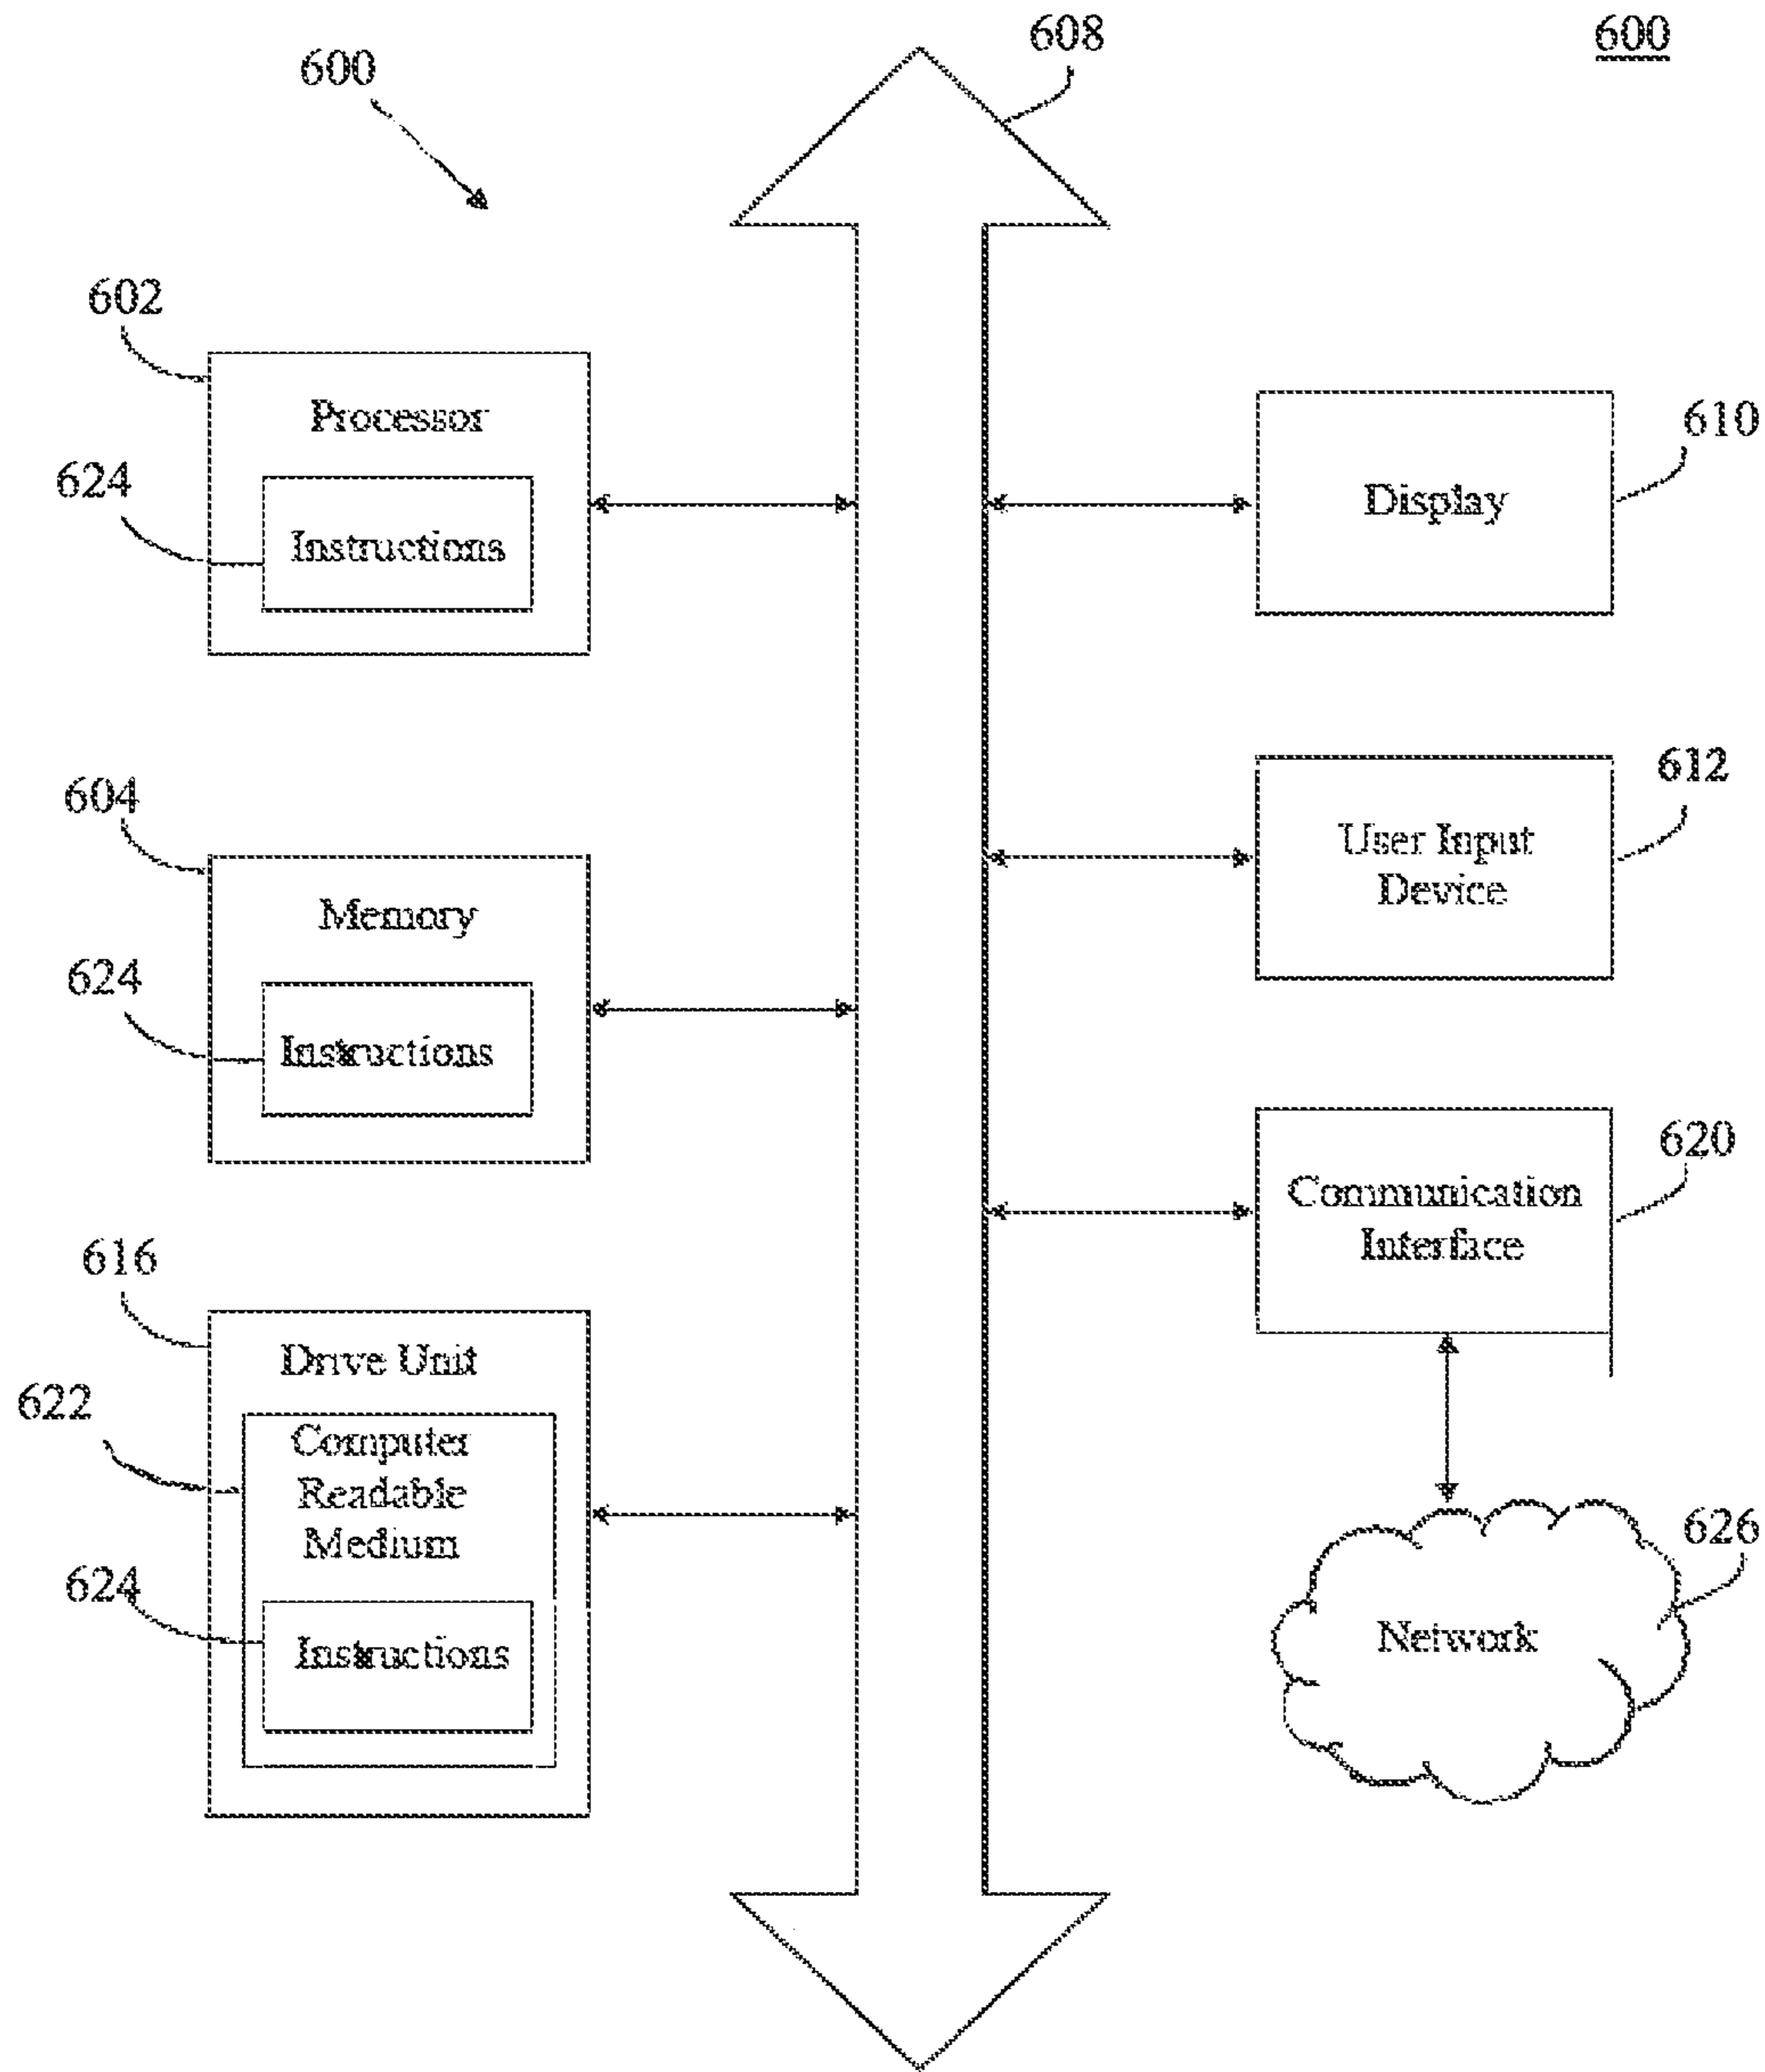 600
608
600
602
Processor
624
Instructions
610
Display
604
Memory
624
Instructions
612
User Input
Device
620
Communication
Interface
616
Drive Unit
622
Computer
Readable
Medium
624
Instructions
626
Network